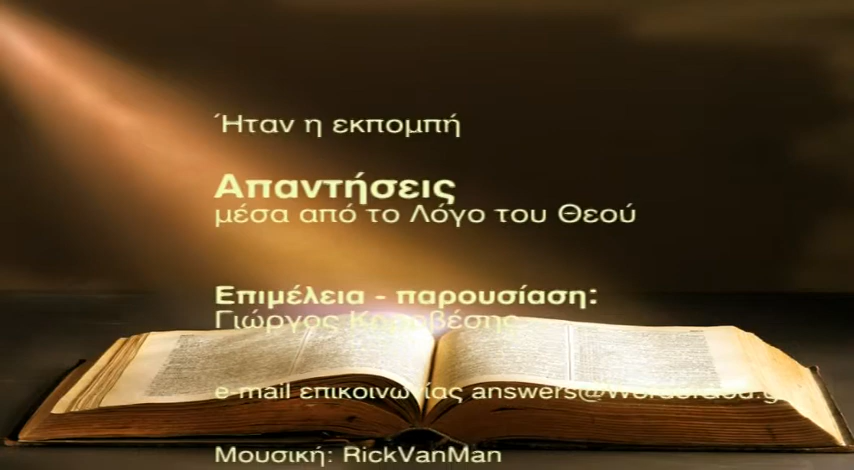 Ήταν η εκπομπή
Απαντήσεις
μέσα από το Λόγο του Θεού
Επιμέλεια - παρουσίαση:
Γιώργος
e-mail επικοινωνίας
Μουσική: RickVanMan